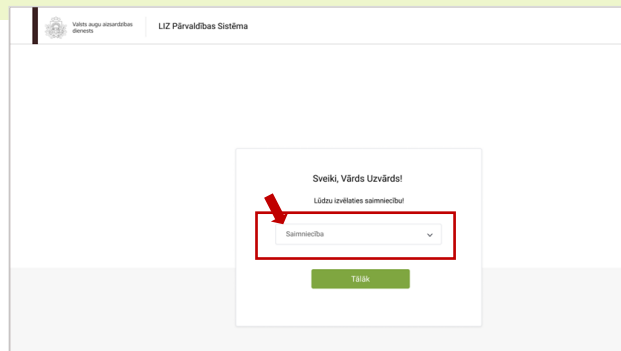 Valsts augu aizsardzības
dienests
LIZ Pārvaldības Sistēma
Sveiki, Vārds Uzvārds!
Lūdzu izvēlaties saimniecību!
Saimniecība
Tālāk